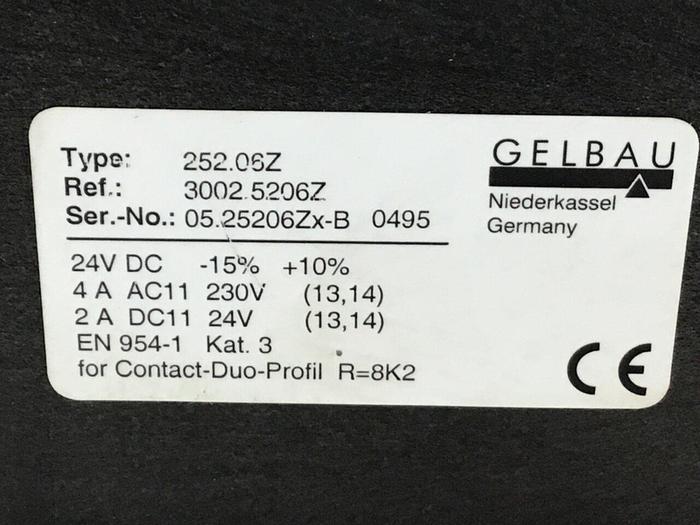 GELBAU
Niederkassel
Germany
Type: 252.06Z
Ref.: 3002.5206Z
Ser.-No.: 05.25206Zx-B 0495
24V DC -15% +10%
4 A AC11 230V (13,14)
2 A DC11 24V (13,14)
EN 954-1 Kat. 3
for Contact-Duo-Profil R=8K2
CE